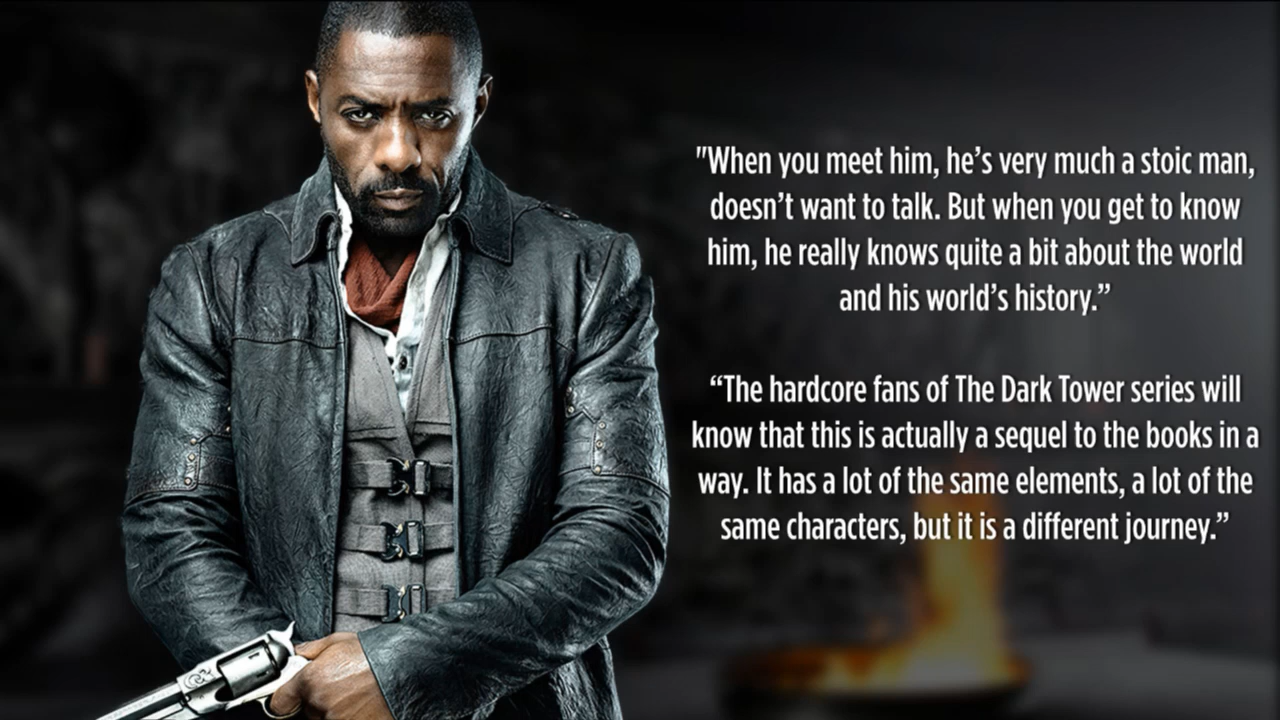 "When you meet him, he’s very much a stoic man,
doesn’t want to talk. But when you get to know
him, he really knows quite a bit about the world
and his world’s history.”
“The hardcore fans of The Dark Tower series will
know that this is actually a sequel to the books in a
way. It has a lot of the same elements, a lot of the
same characters, but it is a different journey.”